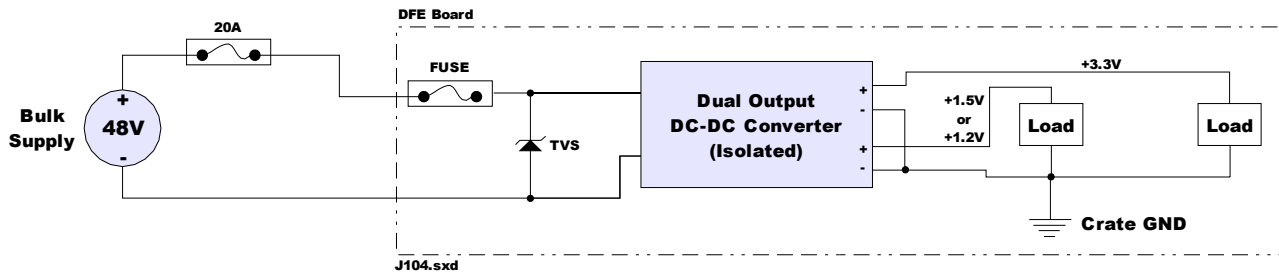 DFE Board
20A
FUSE
+3.3V
Bulk
Supply
+
48V
-
TVS
Dual Output
DC-DC Converter
(Isolated)
+
-
+
-
+1.5V
or
+1.2V
Load
Load
Crate GND
J104.sxd